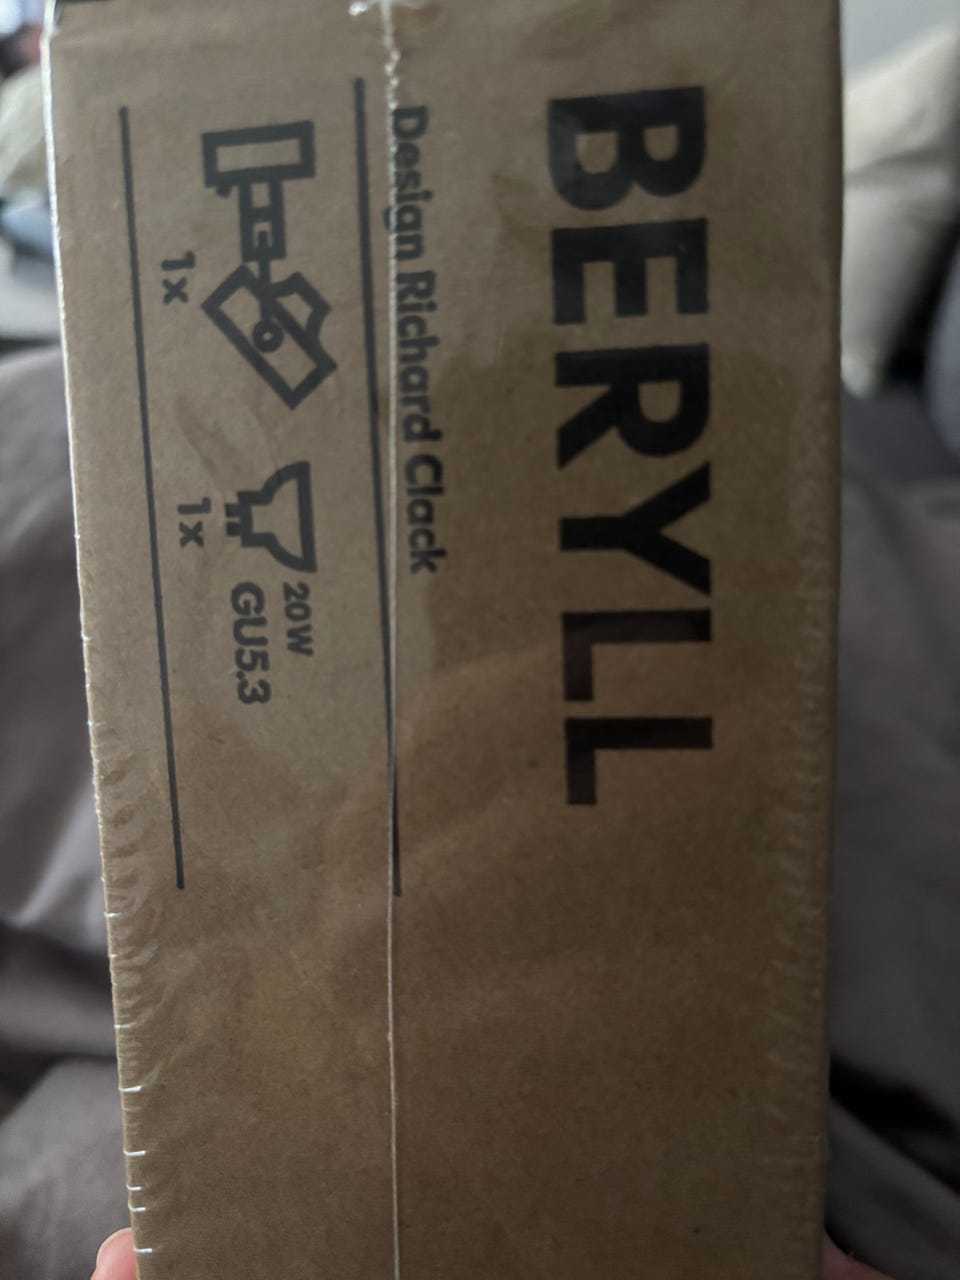 BERYLL
Design Richard Clack
1x
1x
20W
GU5.3